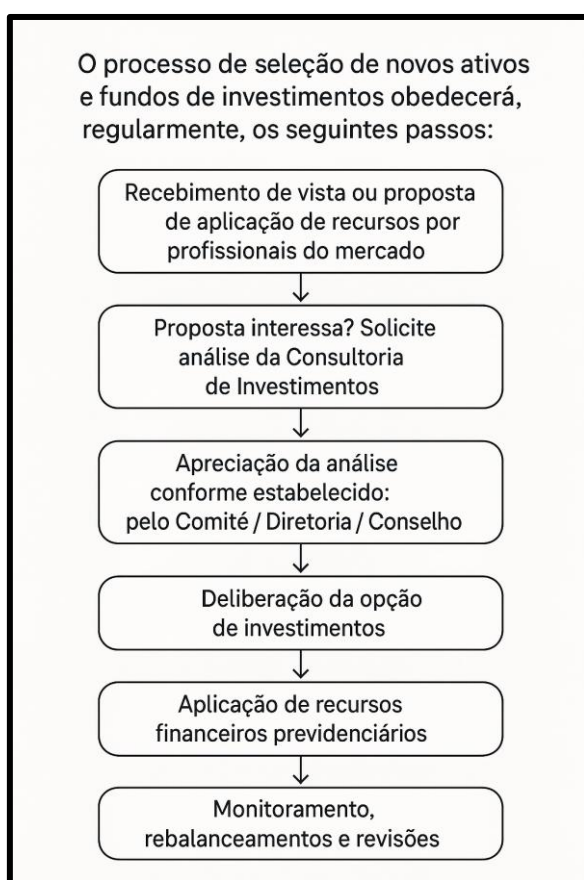 O processo de seleção de novos ativos
e fundos de investimentos obedecerá,
regularmente, os seguintes passos:
Recebimento de vista ou proposta
de aplicação de recursos por
profissionais do mercado
Proposta interessa? Solicite
análise da Consultoria
de Investimentos
Apreciação da análise
conforme estabelecido:
pelo Comité / Diretoria / Conselho
Deliberação da opção
de investimentos
Aplicação de recursos
financeiros previdenciários
Monitoramento,
rebalanceamentos e revisões